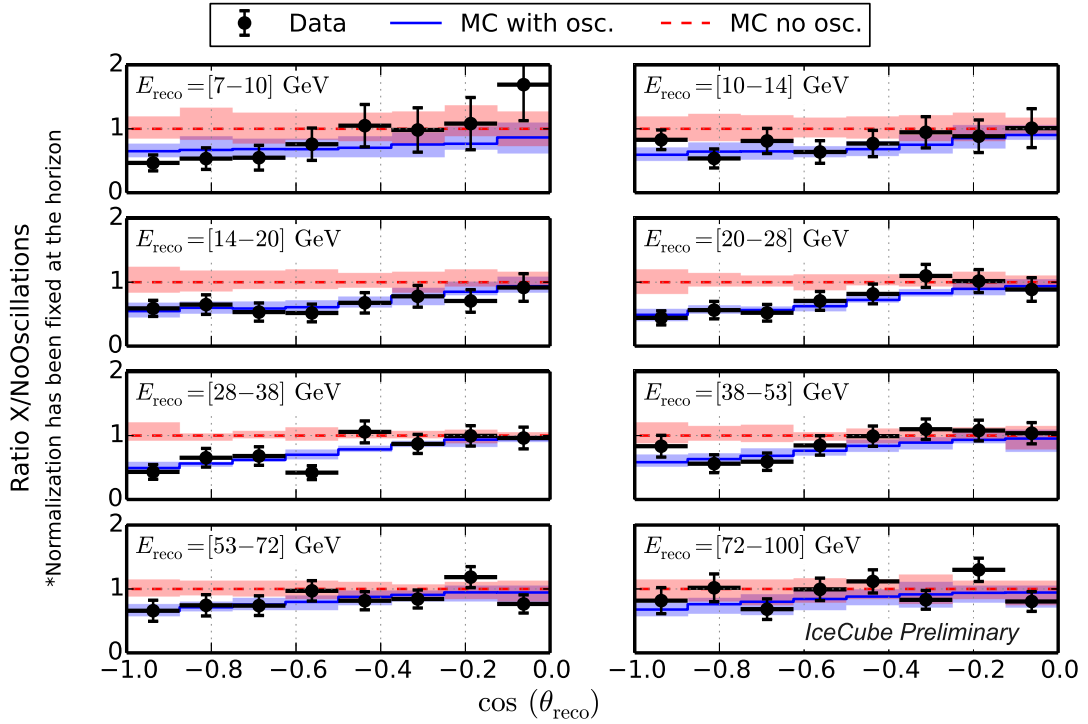 Data MC with osc. MC no osc.
Ratio X/NoOscillations
*Normalization has been fixed at the horizon
2
1
0
E_reco=[7−10] GeV
E_reco=[10−14] GeV
2
1
0
E_reco=[14−20] GeV
E_reco=[20−28] GeV
2
1
0
E_reco=[28−38] GeV
E_reco=[38−53] GeV
2
1
0
E_reco=[53−72] GeV
E_reco=[72−100] GeV
IceCube Preliminary
−1.0 −0.8 −0.6 −0.4 −0.2 0.0
−1.0 −0.8 −0.6 −0.4 −0.2 0.0
cos (θ_reco)